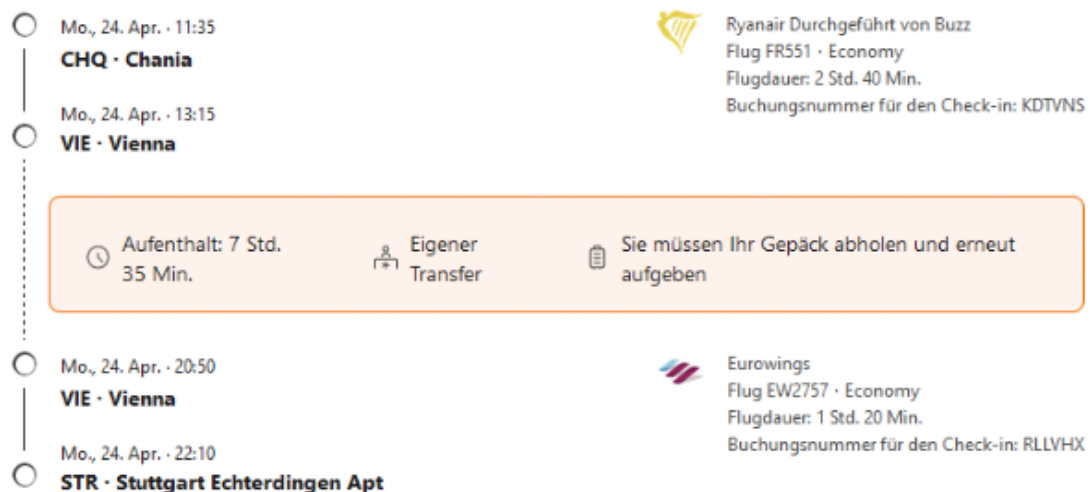 Mo., 24. Apr. · 11:35
CHQ · Chania
Ryanair Durchgeführt von Buzz
Flug FR551 · Economy
Flugdauer: 2 Std. 40 Min.
Buchungsnummer für den Check-in: KDTVNS
Mo., 24. Apr. · 13:15
VIE · Vienna
Aufenthalt: 7 Std.
35 Min.
Eigener
Transfer
Sie müssen Ihr Gepäck abholen und erneut
aufgeben
Mo., 24. Apr. · 20:50
VIE · Vienna
Eurowings
Flug EW2757 · Economy
Flugdauer: 1 Std. 20 Min.
Buchungsnummer für den Check-in: RLLVHX
Mo., 24. Apr. · 22:10
STR · Stuttgart Echterdingen Apt